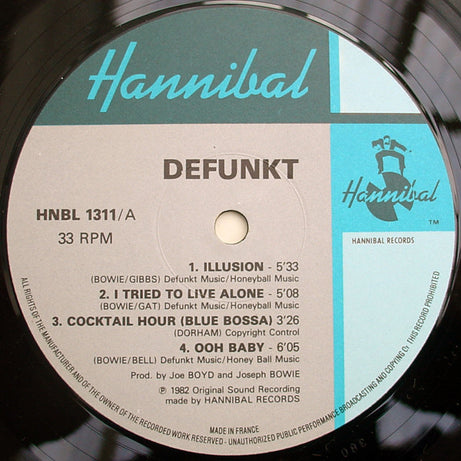 Hannibal
DEFUNKT
Hannibal
TM
HNBL 1311/A
33 RPM
HANNIBAL RECORDS
1. ILLUSION - 5'33
(BOWIE/GIBBS) Defunkt Music/Honeyball Music
2. I TRIED TO LIVE ALONE - 5'08
(BOWIE/GAT) Defunkt Music/Honeyball Music
3. COCKTAIL HOUR (BLUE BOSSA) 3'26
(DORHAM) Copyright Control
4. OOH BABY - 6'05
(BOWIE/BELL) Defunkt Music/Honey Ball Music
Prod. by Joe BOYD and Joseph BOWIE
℗ 1982 Original Sound Recording
made by HANNIBAL RECORDS
ALL RIGHTS OF THE MANUFACTURER AND OF THE OWNER OF THE RECORDED WORK RESERVED - UNAUTHORIZED PUBLIC PERFORMANCE BROADCASTING AND COPYING OF THIS RECORD PROHIBITED
MADE IN FRANCE